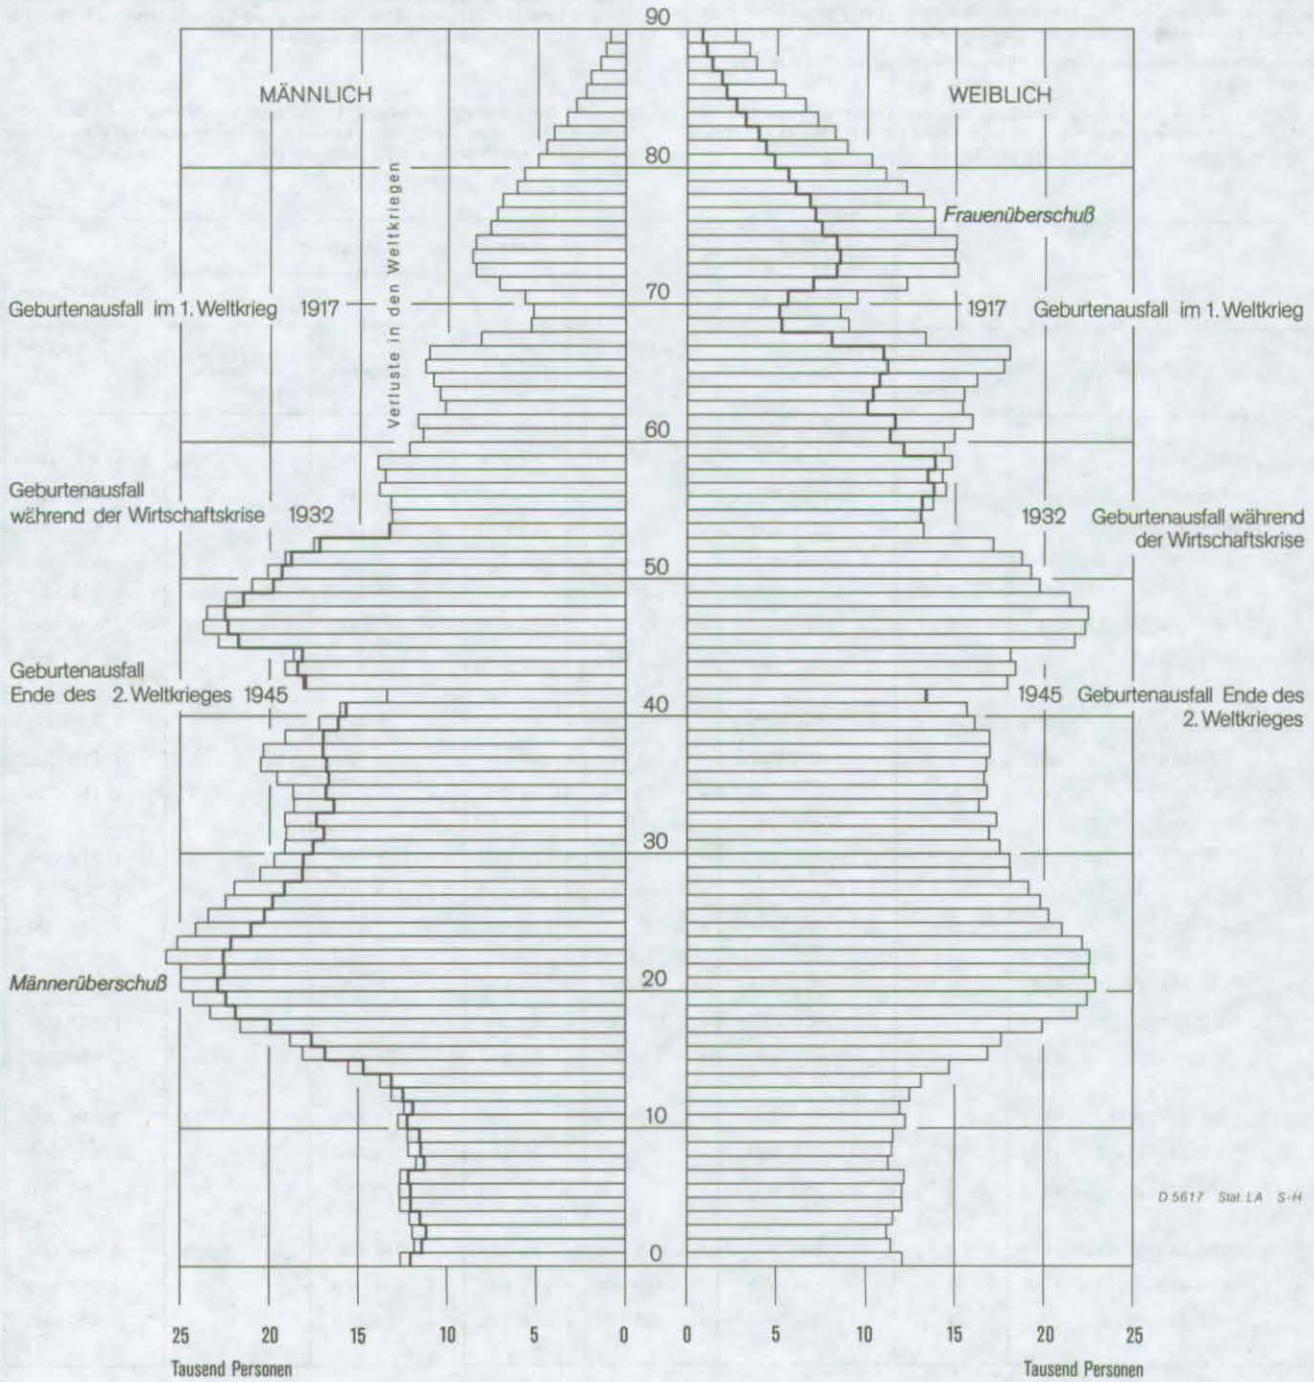 90
MÄNNLICH
WEIBLICH
80
Verluste in den Weltkriegen
Frauenüberschuß
70
Geburtenausfall im 1. Weltkrieg 1917
1917 Geburtenausfall im 1. Weltkrieg
60
Geburtenausfall
während der Wirtschaftskrise 1932
1932 Geburtenausfall während
der Wirtschaftskrise
50
Geburtenausfall
Ende des 2. Weltkrieges 1945
1945 Geburtenausfall Ende des
2. Weltkrieges
40
30
Männerüberschuß
20
10
D 5617 Stat. LA S-H
0
25 20 15 10 5 0
0 5 10 15 20 25
Tausend Personen
Tausend Personen